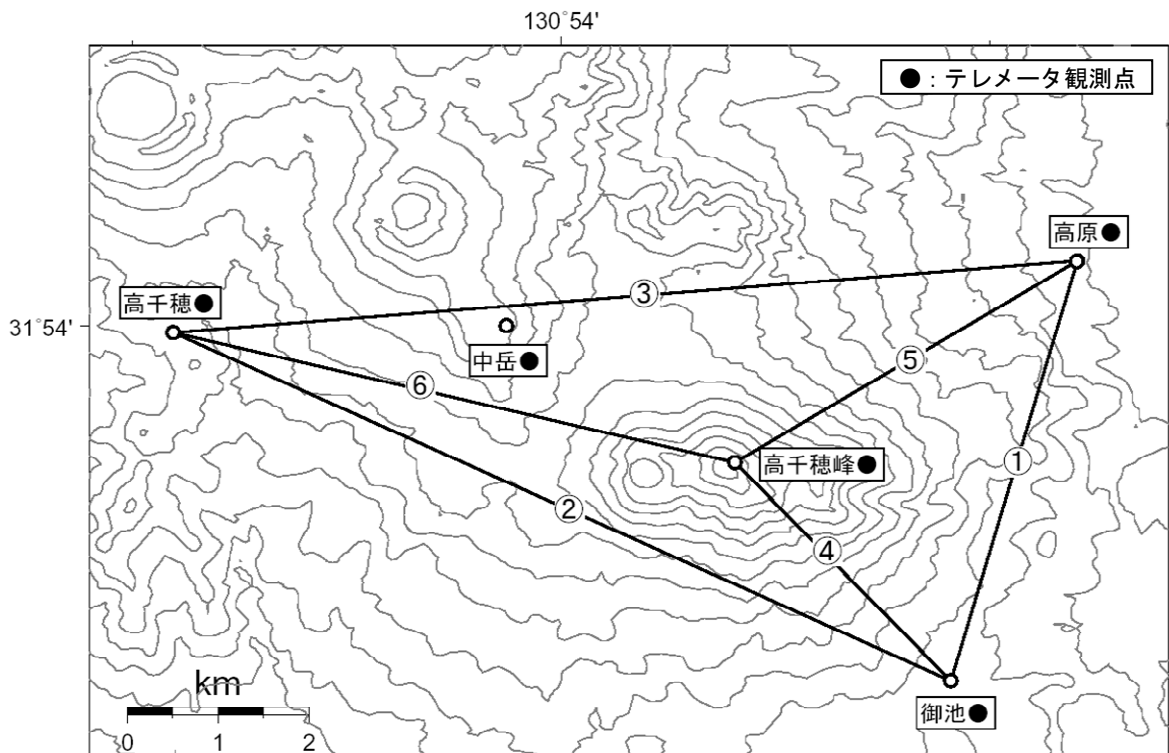 130˚54'
●：テレメータ観測点
高原●
③
高千穂●
31˚54'
中岳●
⑤
⑥
高千穂峰●
①
②
④
km
0 1 2
御池●